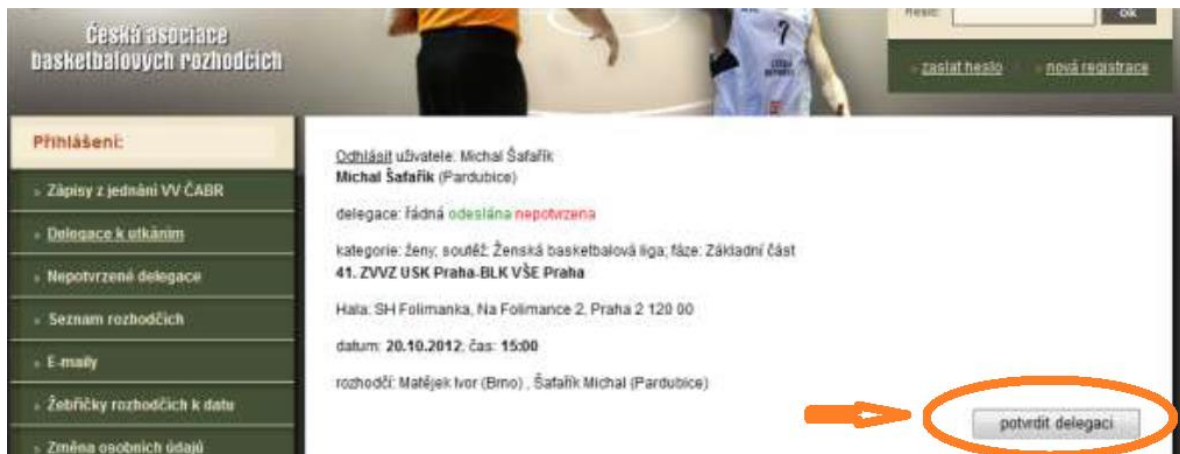 Česká asociace
basketbalových rozhodčích
heslo:
ok
» zaslat heslo » nová registrace
Přihlášení:
» Zápisy z jednání VV ČABR
» Delegace k utkáním
» Nepotvrzené delegace
» Seznam rozhodčích
» E-maily
» Žebříčky rozhodčích k datu
» Změna osobních údajů
Odhlásit uživatele: Michal Šafařík
Michal Šafařík (Pardubice)
delegace: řádná odeslána nepotvrzena
kategorie: ženy; soutěž: Ženská basketbalová liga; fáze: Základní část
41. ZVVZ USK Praha-BLK VŠE Praha
Hala: SH Folimanka, Na Folimance 2, Praha 2 120 00
datum: 20.10.2012; čas: 15:00
rozhodčí: Matějek Ivor (Brno) , Šafařík Michal (Pardubice)
potvrdit delegaci
7